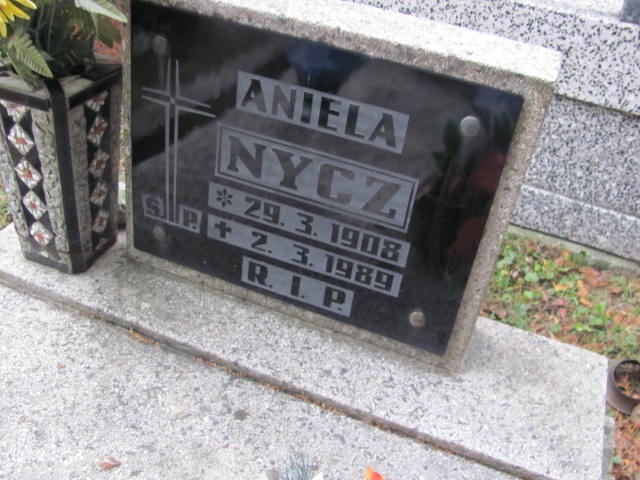 ANIELA
NYCZ
* 29. 3. 1908
Ś. P. + 2. 3. 1989
R. I. P.